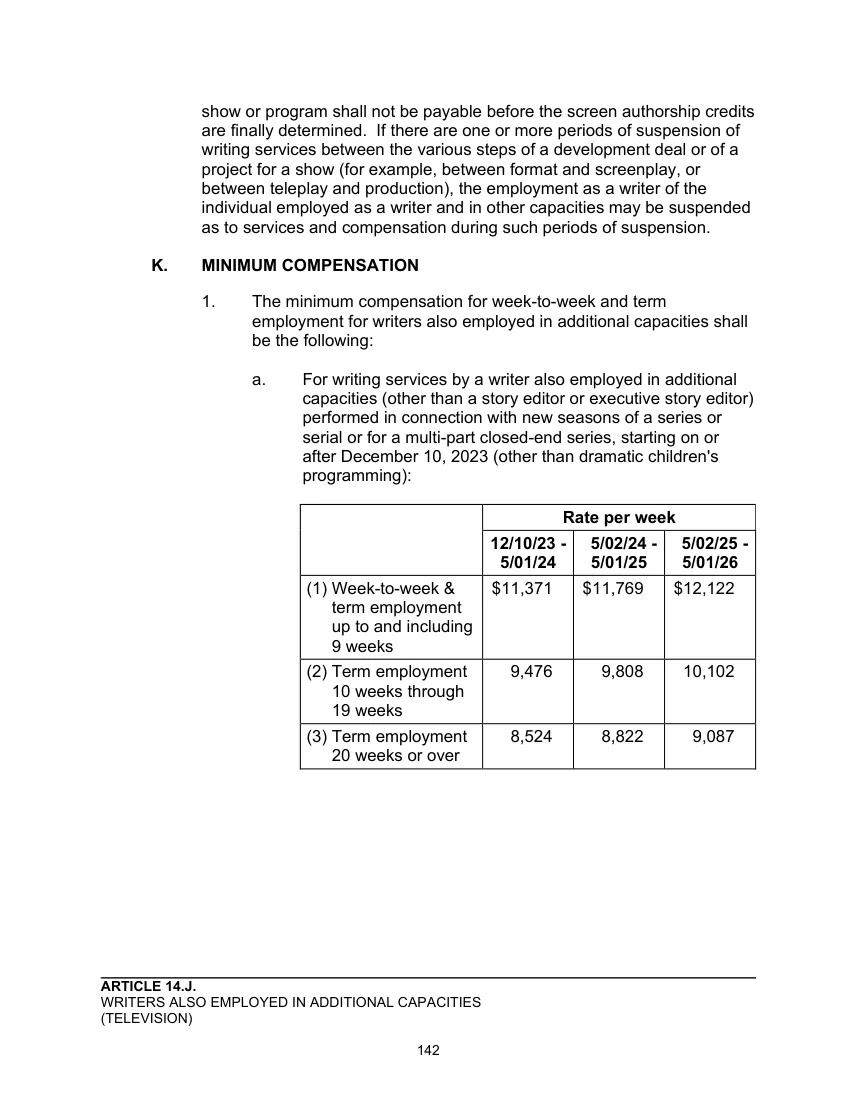 show or program shall not be payable before the screen authorship credits
are finally determined.  If there are one or more periods of suspension of
writing services between the various steps of a development deal or of a
project for a show (for example, between format and screenplay, or
between teleplay and production), the employment as a writer of the
individual employed as a writer and in other capacities may be suspended
as to services and compensation during such periods of suspension.
K. MINIMUM COMPENSATION
1. The minimum compensation for week-to-week and term
employment for writers also employed in additional capacities shall
be the following:
a. For writing services by a writer also employed in additional
capacities (other than a story editor or executive story editor)
performed in connection with new seasons of a series or
serial or for a multi-part closed-end series, starting on or
after December 10, 2023 (other than dramatic children's
programming):
Rate per week
12/10/23 - 5/02/24 - 5/02/25 -
5/01/24 5/01/25 5/01/26
(1) Week-to-week & $11,371 $11,769 $12,122
term employment
up to and including
9 weeks
(2) Term employment 9,476 9,808 10,102
10 weeks through
19 weeks
(3) Term employment 8,524 8,822 9,087
20 weeks or over
ARTICLE 14.J.
WRITERS ALSO EMPLOYED IN ADDITIONAL CAPACITIES
(TELEVISION)
142